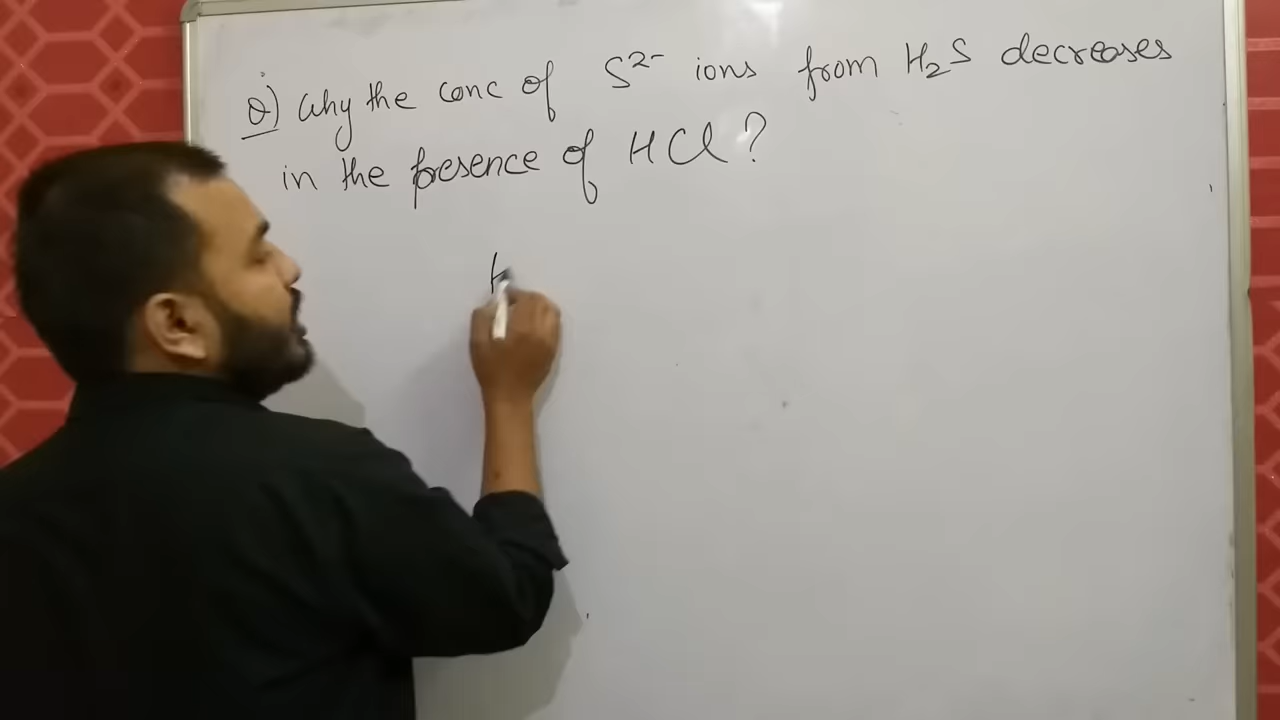 Q) Why the conc of S²⁻ ions from H₂S decreases
in the presence of HCl?